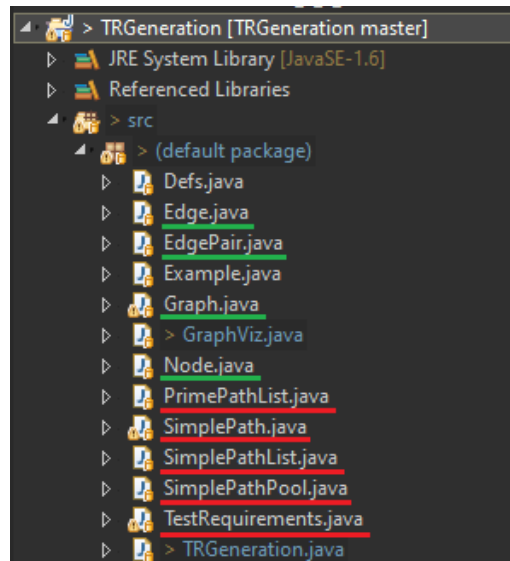 > TRGeneration [TRGeneration master]
JRE System Library [JavaSE-1.6]
Referenced Libraries
> src
> (default package)
Defs.java
Edge.java
EdgePair.java
Example.java
Graph.java
> GraphViz.java
Node.java
PrimePathList.java
SimplePath.java
SimplePathList.java
SimplePathPool.java
TestRequirements.java
> TRGeneration.java